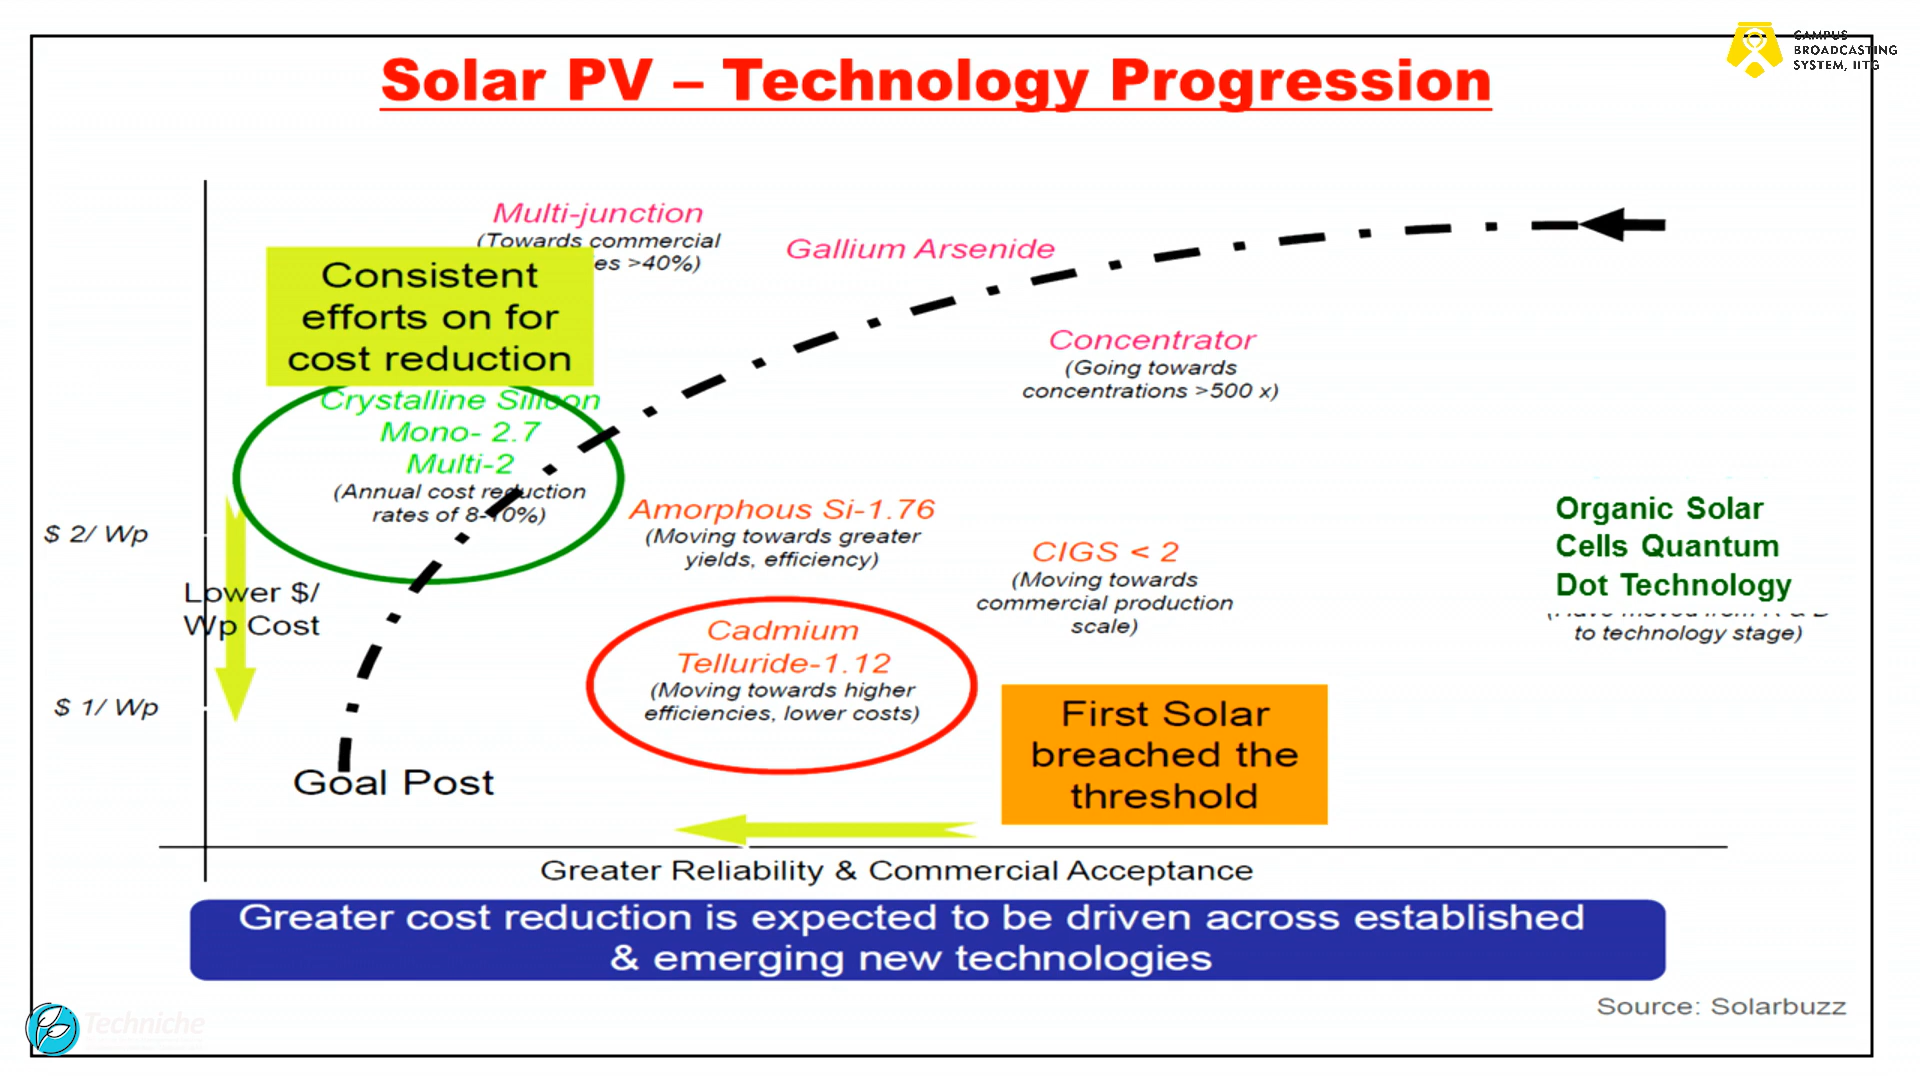 CAMPUS
BROADCASTING
SYSTEM, IITG
Solar PV – Technology Progression
Multi-junction
(Towards commercial
es >40%)
Gallium Arsenide
Consistent
efforts on for
cost reduction
Concentrator
(Going towards
concentrations >500 x)
Crystalline Silicon
Mono- 2.7
Multi-2
(Annual cost reduction
rates of 8-10%)
Amorphous Si-1.76
(Moving towards greater
yields, efficiency)
CIGS < 2
(Moving towards
commercial production
scale)
Organic Solar
Cells Quantum
Dot Technology
to technology stage)
$ 2/ Wp
Lower $/
Wp Cost
$ 1/ Wp
Cadmium
Telluride-1.12
(Moving towards higher
efficiencies, lower costs)
First Solar
breached the
threshold
Goal Post
Greater Reliability & Commercial Acceptance
Greater cost reduction is expected to be driven across established
& emerging new technologies
Source: Solarbuzz
Techniche